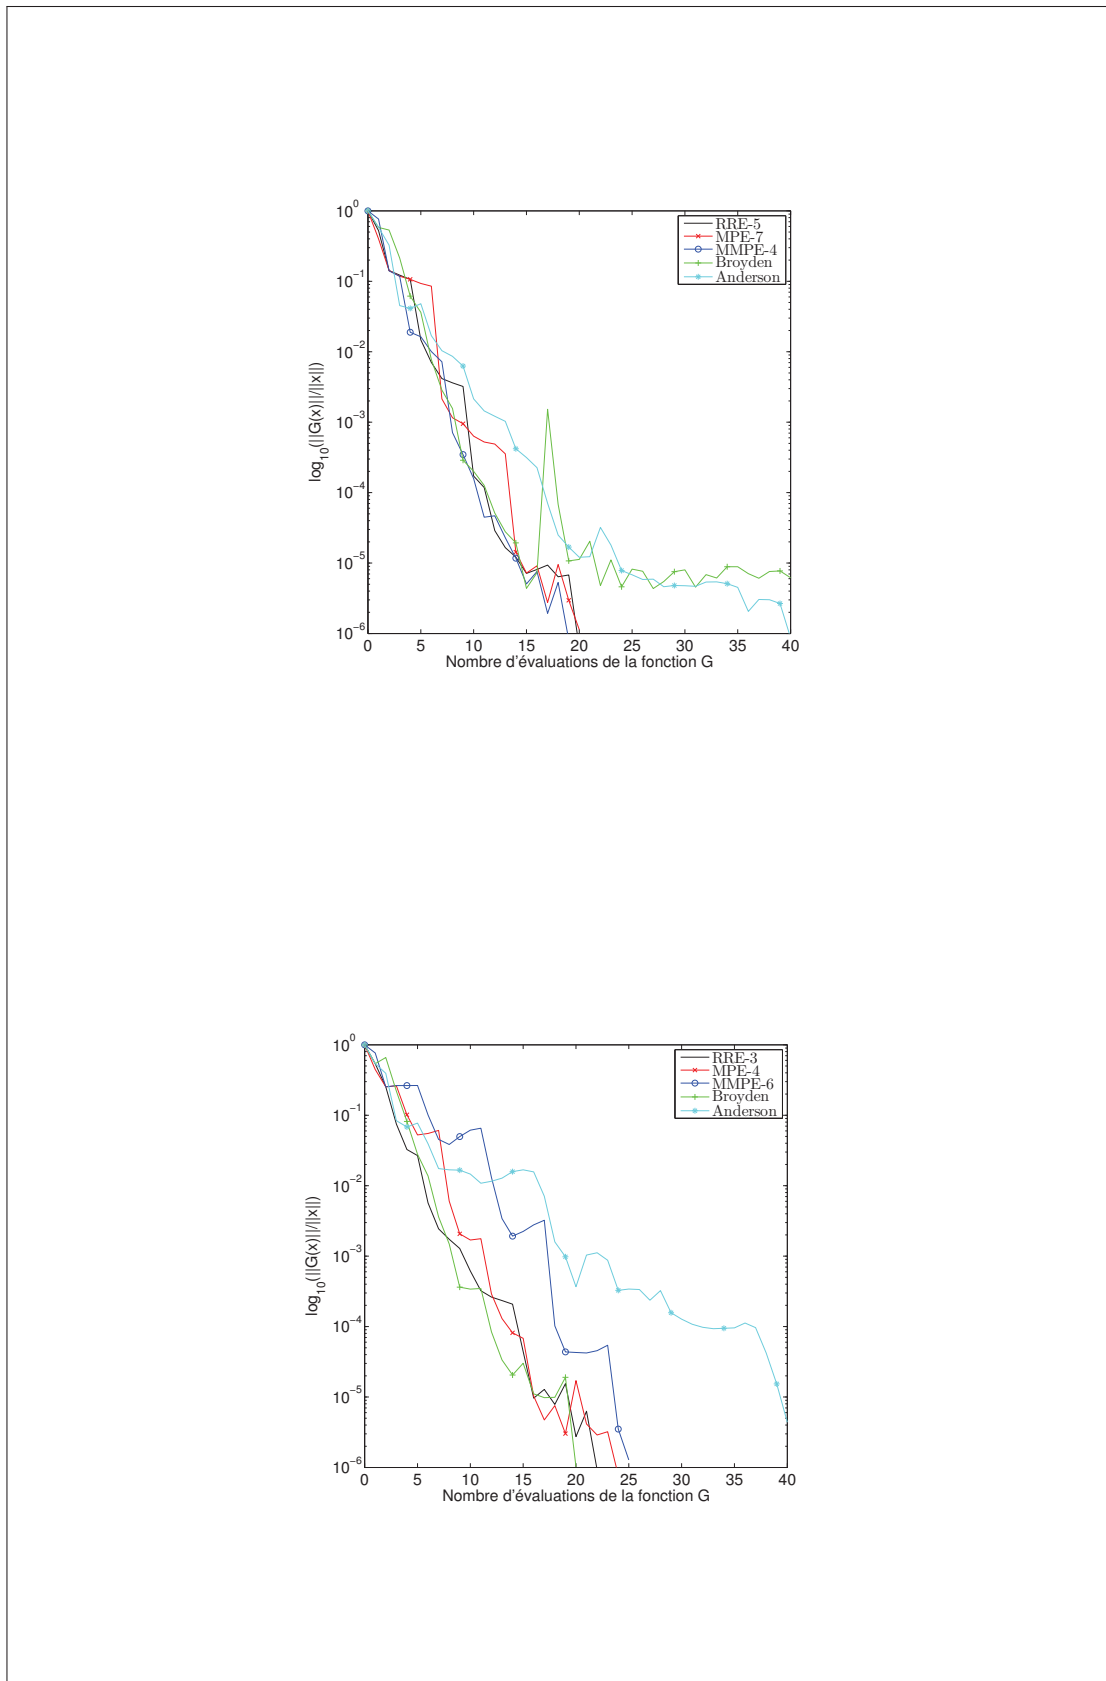 10^0
10^-1
10^-2
10^-3
10^-4
10^-5
10^-6
log_10(||G(x)||/||x||)
RRE-5
MPE-7
MMPE-4
Broyden
Anderson
0 5 10 15 20 25 30 35 40
Nombre d'évaluations de la fonction G
10^0
10^-1
10^-2
10^-3
10^-4
10^-5
10^-6
log_10(||G(x)||/||x||)
RRE-3
MPE-4
MMPE-6
Broyden
Anderson
0 5 10 15 20 25 30 35 40
Nombre d'évaluations de la fonction G